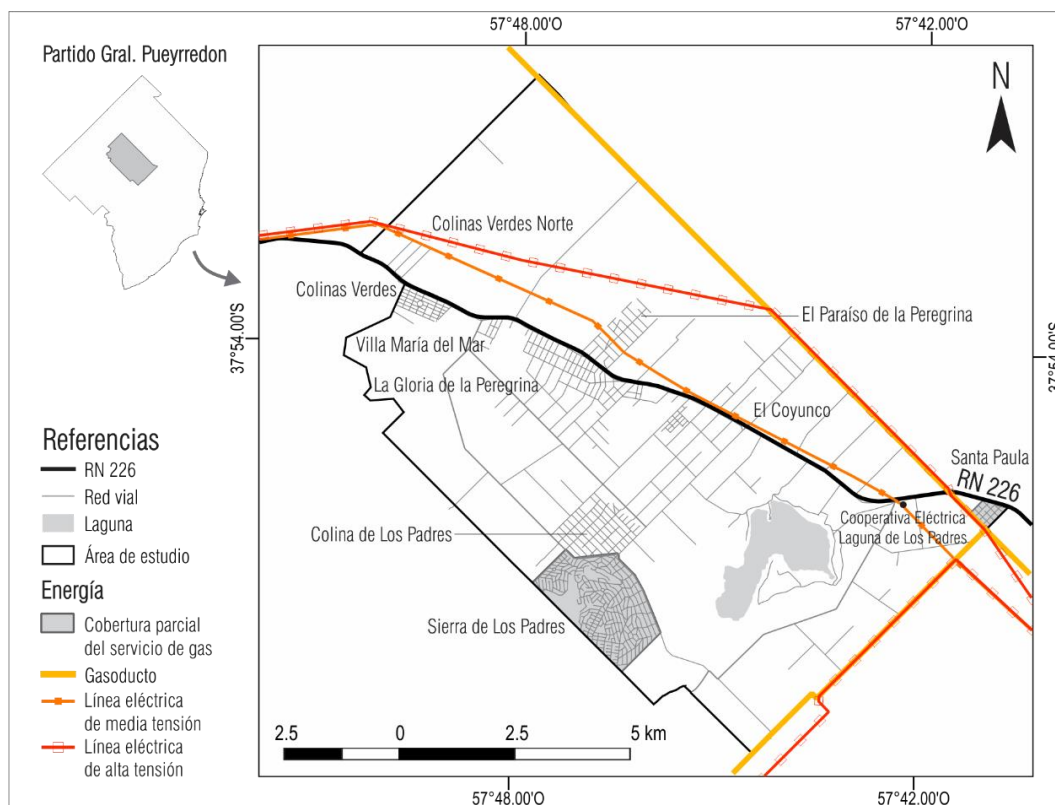 57°48.00'O
57°42.00'O
Partido Gral. Pueyrredon
N
Colinas Verdes Norte
Colinas Verdes
El Paraíso de la Peregrina
37°54.00'S
37°54.00'S
Villa María del Mar
La Gloria de la Peregrina
El Coyunco
Santa Paula
RN 226
Cooperativa Eléctrica
Laguna de Los Padres
Colina de Los Padres
Sierra de Los Padres
Referencias
RN 226
Red vial
Laguna
Área de estudio
Energía
Cobertura parcial
del servicio de gas
Gasoducto
Línea eléctrica
de media tensión
Línea eléctrica
de alta tensión
2.5 0 2.5 5 km
57°48.00'O
57°42.00'O